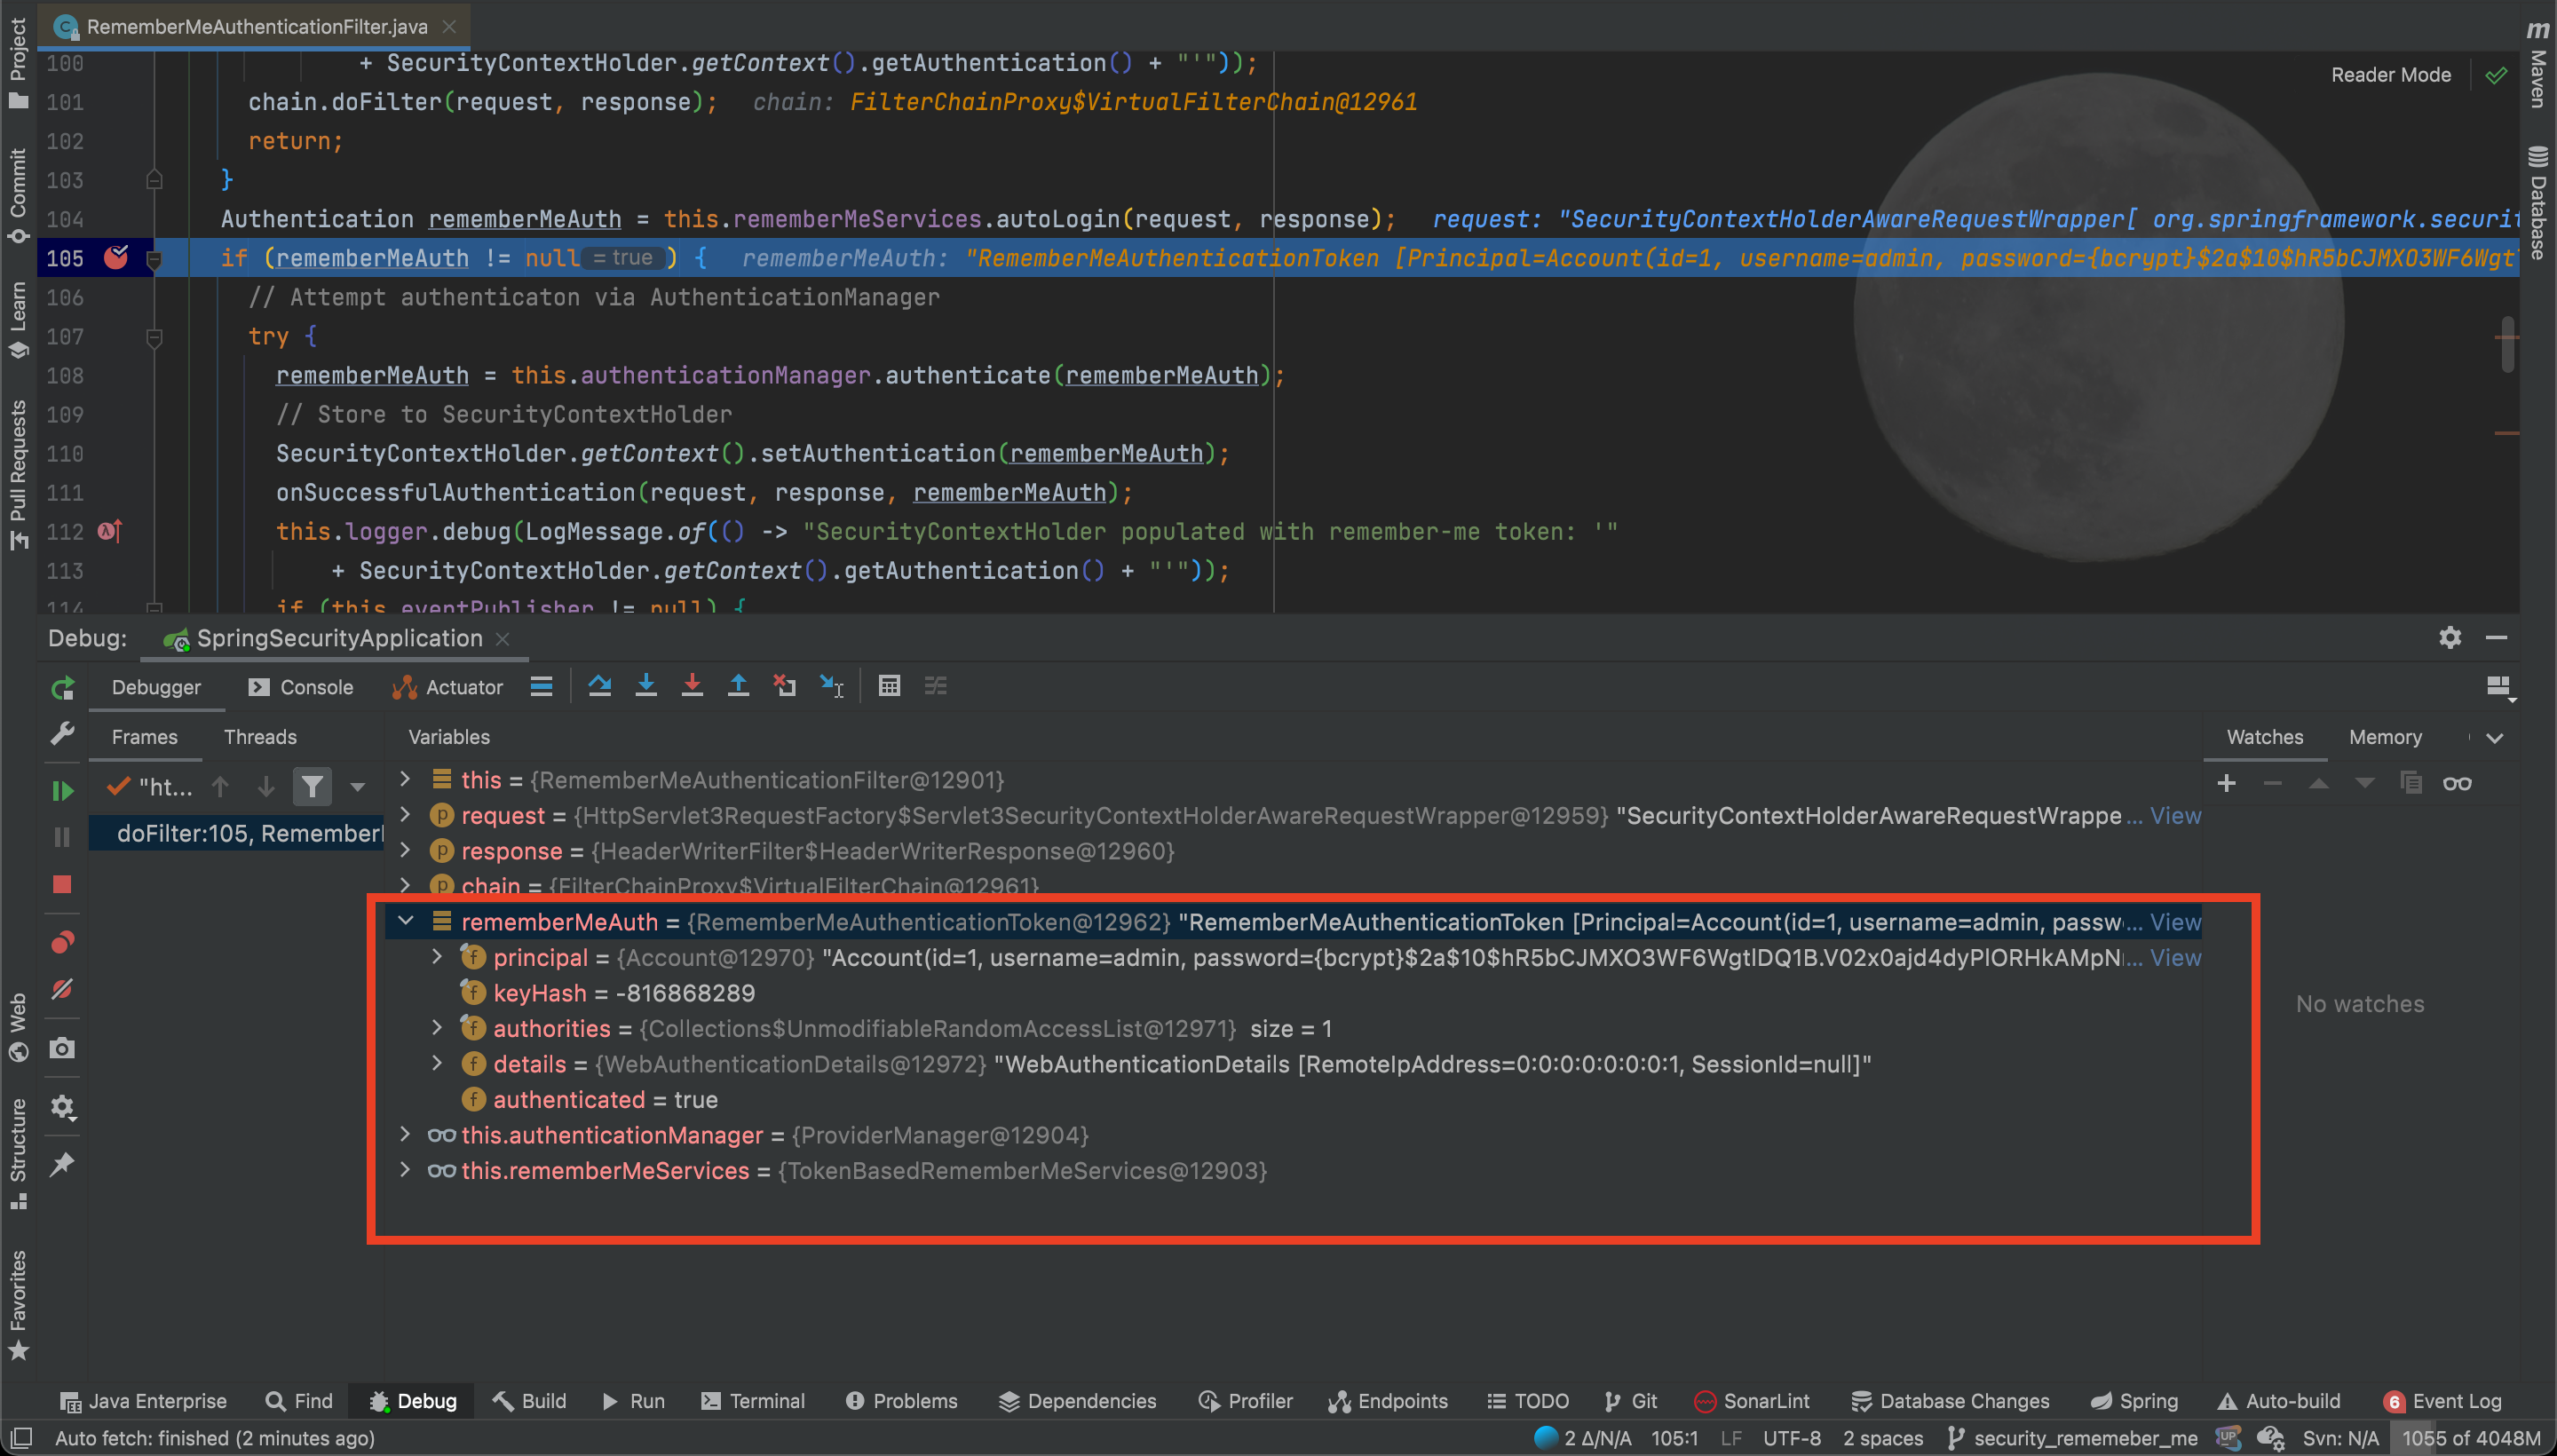 RememberMeAuthenticationFilter.java
Project
Commit
Learn
Pull Requests
Web
Structure
Favorites
m
Maven
Database
Reader Mode
100 + SecurityContextHolder.getContext().getAuthentication() + "'"));
101 chain.doFilter(request, response); chain: FilterChainProxy$VirtualFilterChain@12961
102 return;
103 }
104 Authentication rememberMeAuth = this.rememberMeServices.autoLogin(request, response); request: "SecurityContextHolderAwareRequestWrapper[ org.springframework.securit
105 if (rememberMeAuth != null = true ) { rememberMeAuth: "RememberMeAuthenticationToken [Principal=Account(id=1, username=admin, password={bcrypt}$2a$10$hR5bCJMXO3WF6Wgt
106 // Attempt authenticaton via AuthenticationManager
107 try {
108 rememberMeAuth = this.authenticationManager.authenticate(rememberMeAuth);
109 // Store to SecurityContextHolder
110 SecurityContextHolder.getContext().setAuthentication(rememberMeAuth);
111 onSuccessfulAuthentication(request, response, rememberMeAuth);
112 this.logger.debug(LogMessage.of(() -> "SecurityContextHolder populated with remember-me token: '"
113 + SecurityContextHolder.getContext().getAuthentication() + "'"));
114 if (this.eventPublisher != null) {
Debug: SpringSecurityApplication
Debugger Console Actuator
Frames Threads Variables Watches Memory
"ht...
doFilter:105, Remember
this = {RememberMeAuthenticationFilter@12901}
request = {HttpServlet3RequestFactory$Servlet3SecurityContextHolderAwareRequestWrapper@12959} "SecurityContextHolderAwareRequestWrappe... View
response = {HeaderWriterFilter$HeaderWriterResponse@12960}
chain = {FilterChainProxy$VirtualFilterChain@12961}
rememberMeAuth = {RememberMeAuthenticationToken@12962} "RememberMeAuthenticationToken [Principal=Account(id=1, username=admin, passw... View
principal = {Account@12970} "Account(id=1, username=admin, password={bcrypt}$2a$10$hR5bCJMXO3WF6WgtlDQ1B.V02x0ajd4dyPlORHkAMpN... View
keyHash = -816868289
authorities = {Collections$UnmodifiableRandomAccessList@12971} size = 1
details = {WebAuthenticationDetails@12972} "WebAuthenticationDetails [RemoteIpAddress=0:0:0:0:0:0:0:1, SessionId=null]"
authenticated = true
this.authenticationManager = {ProviderManager@12904}
this.rememberMeServices = {TokenBasedRememberMeServices@12903}
No watches
Java Enterprise Find Debug Build Run Terminal Problems Dependencies Profiler Endpoints TODO Git SonarLint Database Changes Spring Auto-build 6 Event Log
Auto fetch: finished (2 minutes ago) 2 Δ/N/A 105:1 LF UTF-8 2 spaces security_rememeber_me UP Svn: N/A 1055 of 4048M